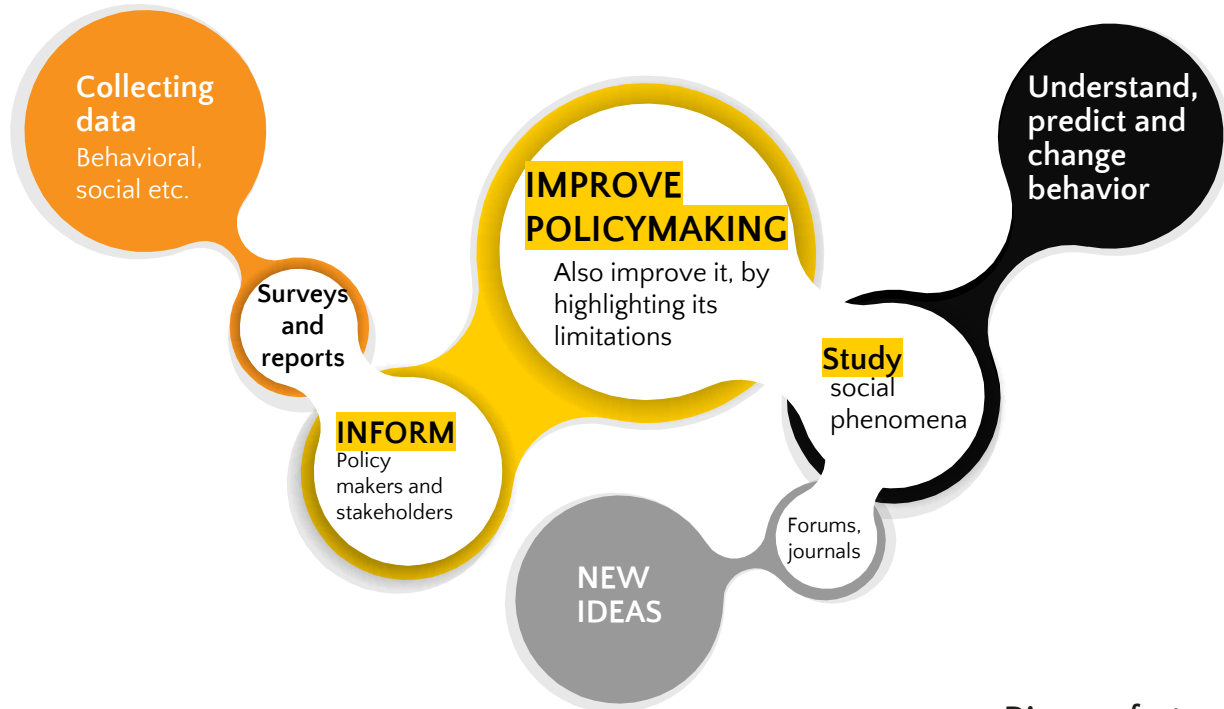 Collecting
data
Behavioral,
social etc.
Surveys
and
reports
INFORM
Policy
makers and
stakeholders
IMPROVE
POLICYMAKING
Also improve it, by
highlighting its
limitations
Understand,
predict and
change
behavior
Study
social
phenomena
Forums,
journals
NEW
IDEAS